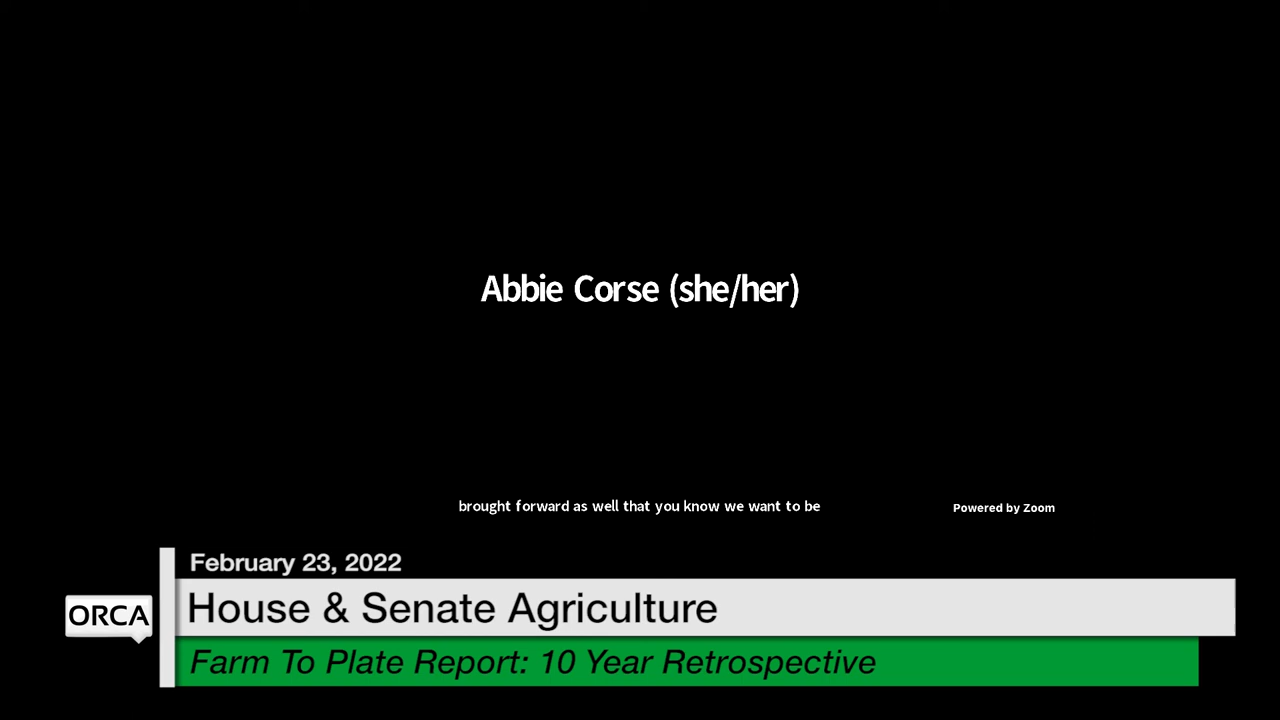 Abbie Corse (she/her)
brought forward as well that you know we want to be
Powered by Zoom
February 23, 2022
ORCA
House & Senate Agriculture
Farm To Plate Report: 10 Year Retrospective